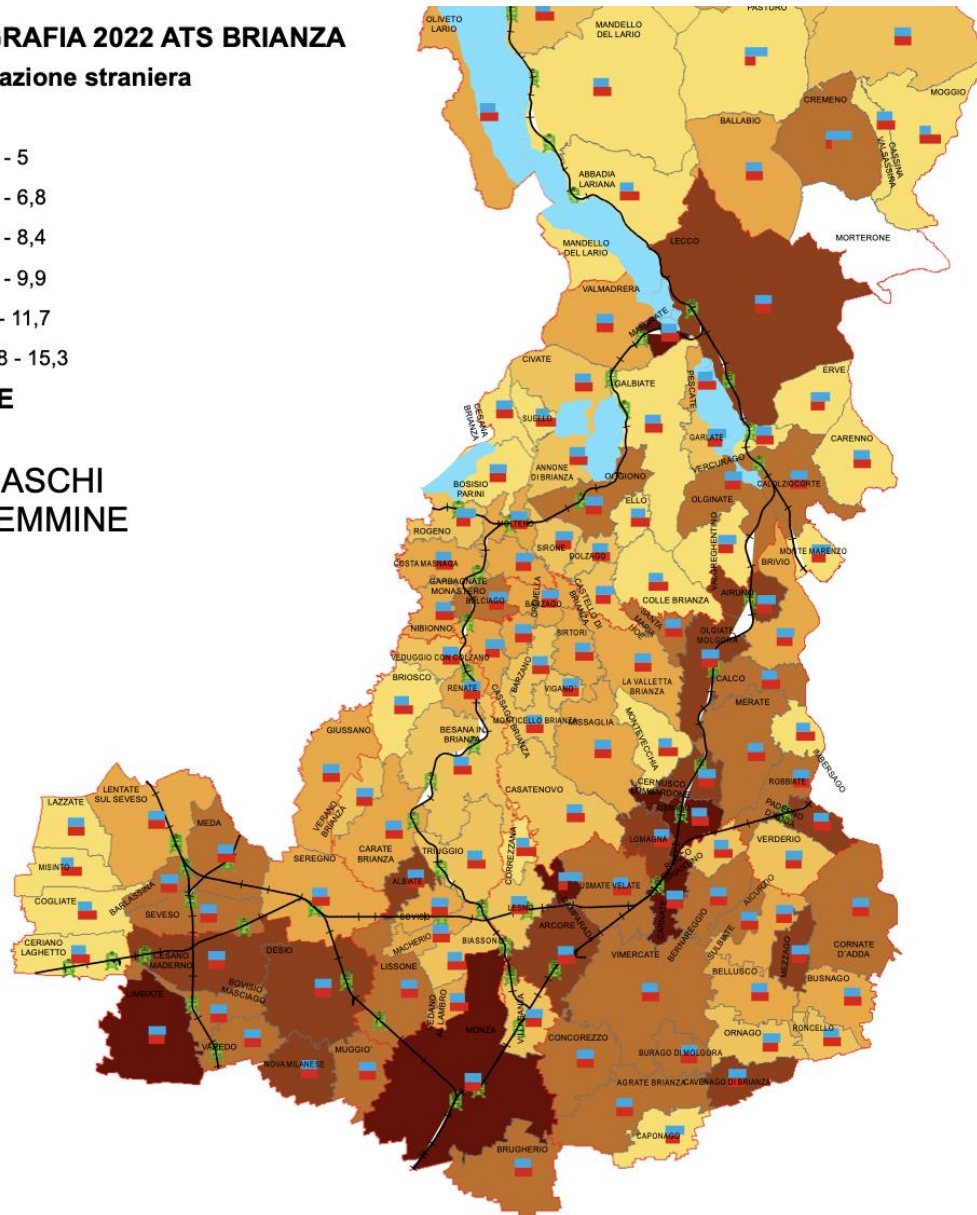 GRAFIA 2022 ATS BRIANZA
azione straniera
- 5
- 6,8
- 8,4
- 9,9
- 11,7
8 - 15,3
E
ASCHI
EMMINE
OLIVETO
LARIO
MANDELLO
DEL LARIO
PASTURO
CREMENO
MOGGIO
BALLABIO
CASSINA
VALSASSINA
ABBADIA
LARIANA
MORTERONE
LECCO
MANDELLO
DEL LARIO
VALMADRERA
MALGRATE
CIVATE
GALBIATE
PESCATE
ERVE
CESANA
BRIANZA
SUELLO
GARLATE
CARENNO
ANNONE
DI BRIANZA
VERCURAGO
BOSISIO
PARINI
OGGIONO
CALOLZIOCORTE
ELLO
OLGINATE
ROGENO
MOLTENO
SIRONE
DOLZAGO
VALGREGHENTINO
MONTE MARENZO
BRIVIO
COSTA MASNAGA
GARBAGNATE
MONASTERO
BULCIAGO
CREMELLA
BARZAGO
CASTELLO DI
BRIANZA
COLLE BRIANZA
AIRUNO
NIBIONNO
SIRTORI
SANTA
MARIA
HOE'
OLGIATE
MOLGORA
VEDUGGIO CON COLZANO
BARZANO
LA VALLETTA
BRIANZA
CALCO
BRIOSCO
RENATE
CASSAGO BRIANZA
VIGANO
MERATE
GIUSSANO
BESANA IN
BRIANZA
MONTICELLO BRIANZA
MISSAGLIA
MONTEVECCHIA
IMBERSAGO
CERNUSCO
LOMBARDONE
ROBBIATE
LENTATE
SUL SEVESO
CASATENOVO
LAZZATE
MEDA
VERANO
BRIANZA
PADERNO
D'ADDA
LOMAGNA
VERDERIO
CARATE
BRIANZA
TRIUGGIO
CORREZZANA
MISINTO
SEREGNO
ALBIATE
USMATE VELATE
RONCO
BRIANTINO
COGLIATE
BARLASSINA
SEVESO
SOVICO
LESMO
CAMPARADA
CARNATE
AICURZIO
CERIANO
LAGHETTO
MACHERIO
BIASSONO
ARCORE
BERNAREGGIO
SULBIATE
CESANO
MADERNO
DESIO
LISSONE
VIMERCATE
MEZZAGO
CORNATE
D'ADDA
BOVISIO
MASCIAGO
BELLUSCO
BUSNAGO
LIMBIATE
VEDANO
AL LAMBRO
MONZA
VILLASANTA
ORNAGO
RONCELLO
VAREDO
MUGGIO'
CONCOREZZO
BURAGO DI MOLGORA
NOVA MILANESE
AGRATE BRIANZA
CAVENAGO DI BRIANZA
CAPONAGO
BRUGHERIO